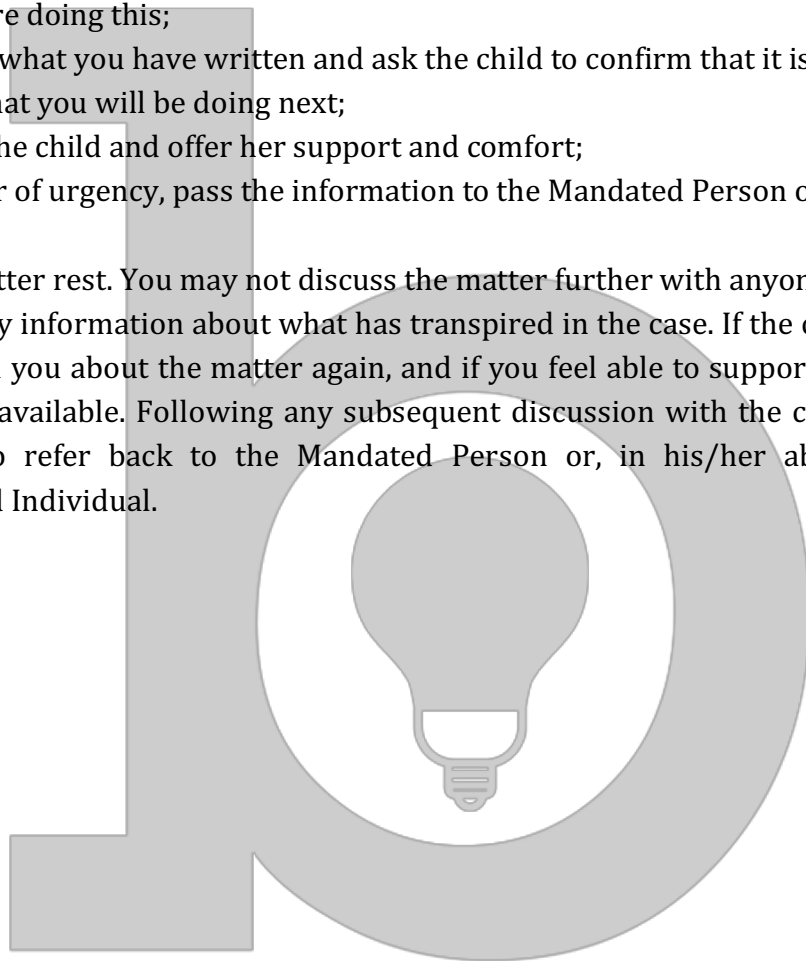 re doing this;
what you have written and ask the child to confirm that it is
hat you will be doing next;
he child and offer her support and comfort;
r of urgency, pass the information to the Mandated Person o
tter rest. You may not discuss the matter further with anyon
y information about what has transpired in the case. If the c
you about the matter again, and if you feel able to support
available. Following any subsequent discussion with the c
o refer back to the Mandated Person or, in his/her ab
l Individual.